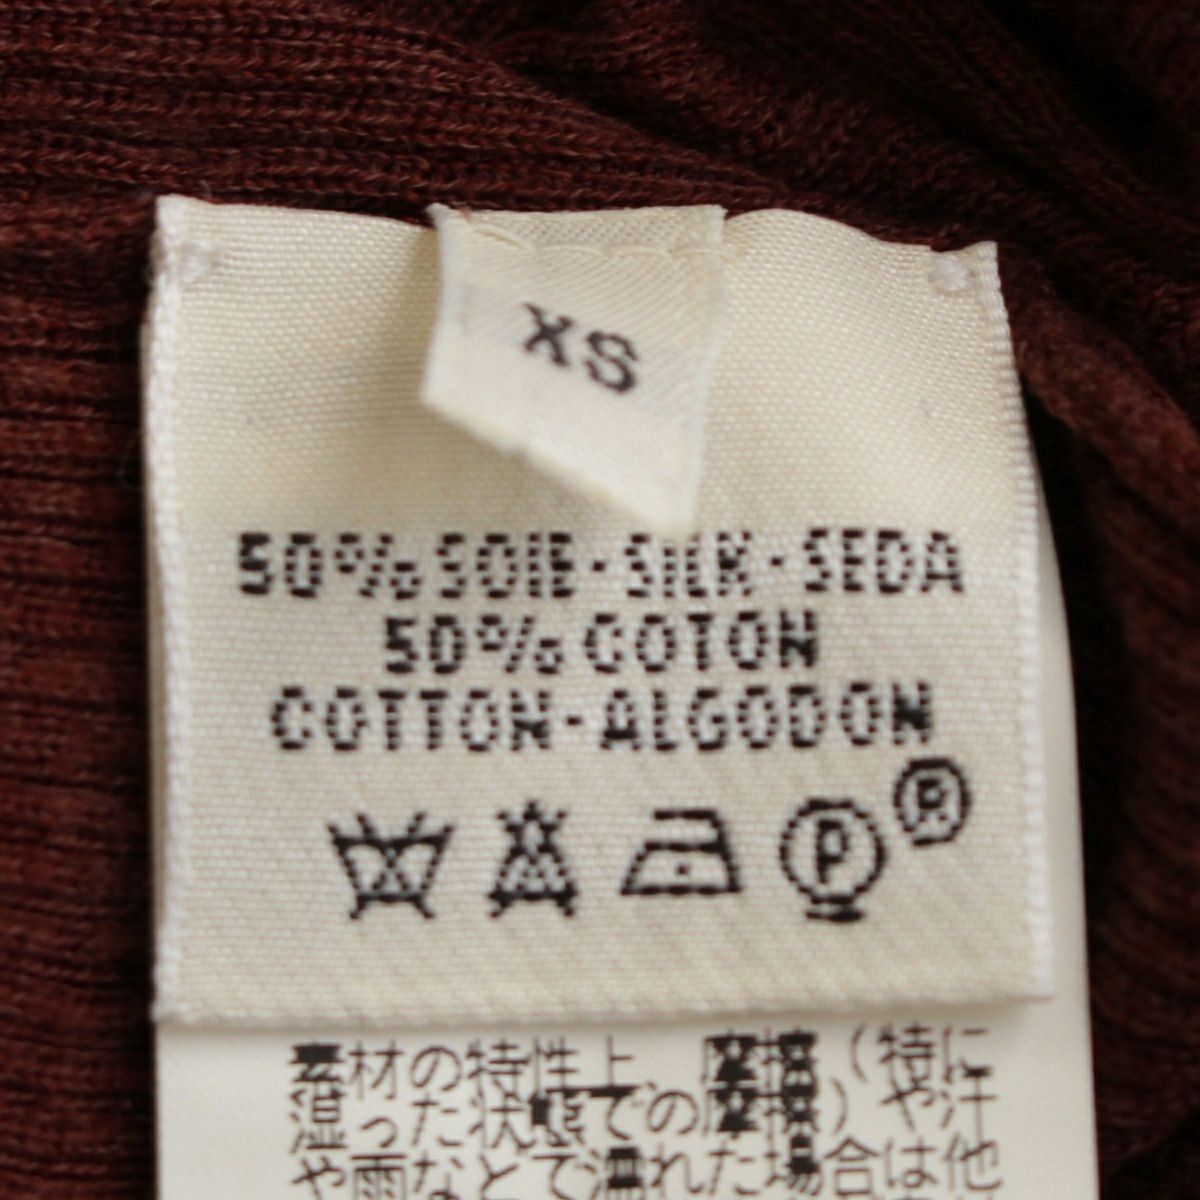 XS
50% SOIE-SILK-SEDA
50% COTON
COTTON-ALGODON
P
®
素材の特性上、摩擦(特に
湿った状態での摩擦)や汗
や雨などで濡れた場合は他